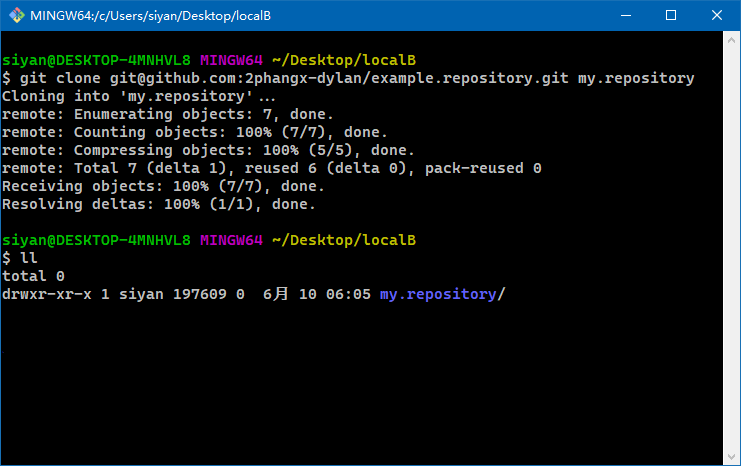 MINGW64:/c/Users/siyan/Desktop/localB
siyan@DESKTOP-4MNHVL8 MINGW64 ~/Desktop/localB
$ git clone git@github.com:2phangx-dylan/example.repository.git my.repository
Cloning into 'my.repository'...
remote: Enumerating objects: 7, done.
remote: Counting objects: 100% (7/7), done.
remote: Compressing objects: 100% (5/5), done.
remote: Total 7 (delta 1), reused 6 (delta 0), pack-reused 0
Receiving objects: 100% (7/7), done.
Resolving deltas: 100% (1/1), done.
siyan@DESKTOP-4MNHVL8 MINGW64 ~/Desktop/localB
$ ll
total 0
drwxr-xr-x 1 siyan 197609 0  6月 10 06:05 my.repository/